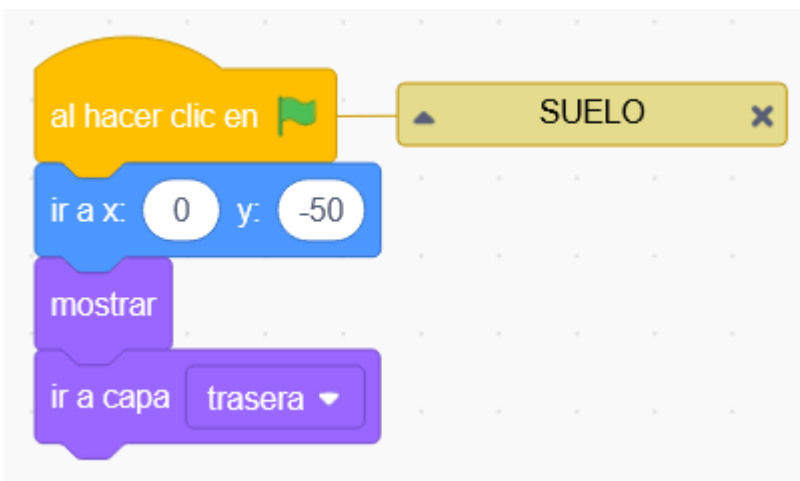 al hacer clic en
SUELO
ir a x: 0 y: -50
mostrar
ir a capa trasera